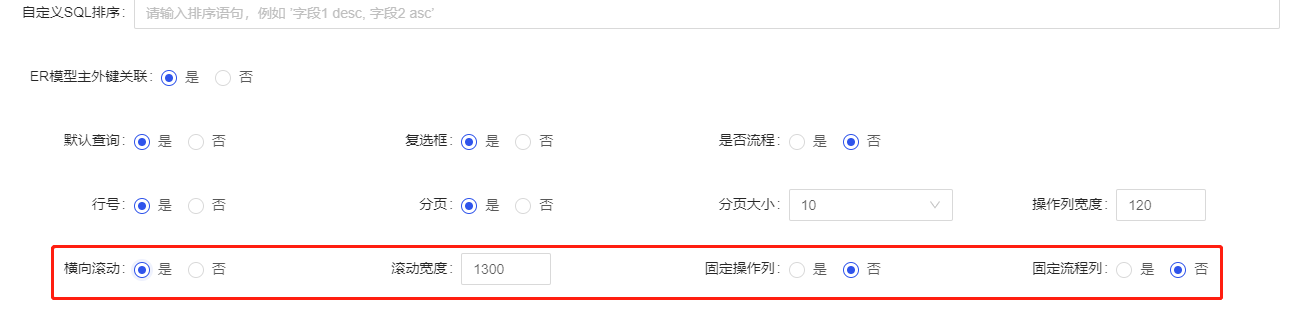 自定义SQL排序: 请输入排序语句，例如 '字段1 desc, 字段2 asc'
ER模型主外键关联: 是 否
默认查询: 是 否 复选框: 是 否 是否流程: 是 否
行号: 是 否 分页: 是 否 分页大小: 10 操作列宽度: 120
横向滚动: 是 否 滚动宽度: 1300 固定操作列: 是 否 固定流程列: 是 否